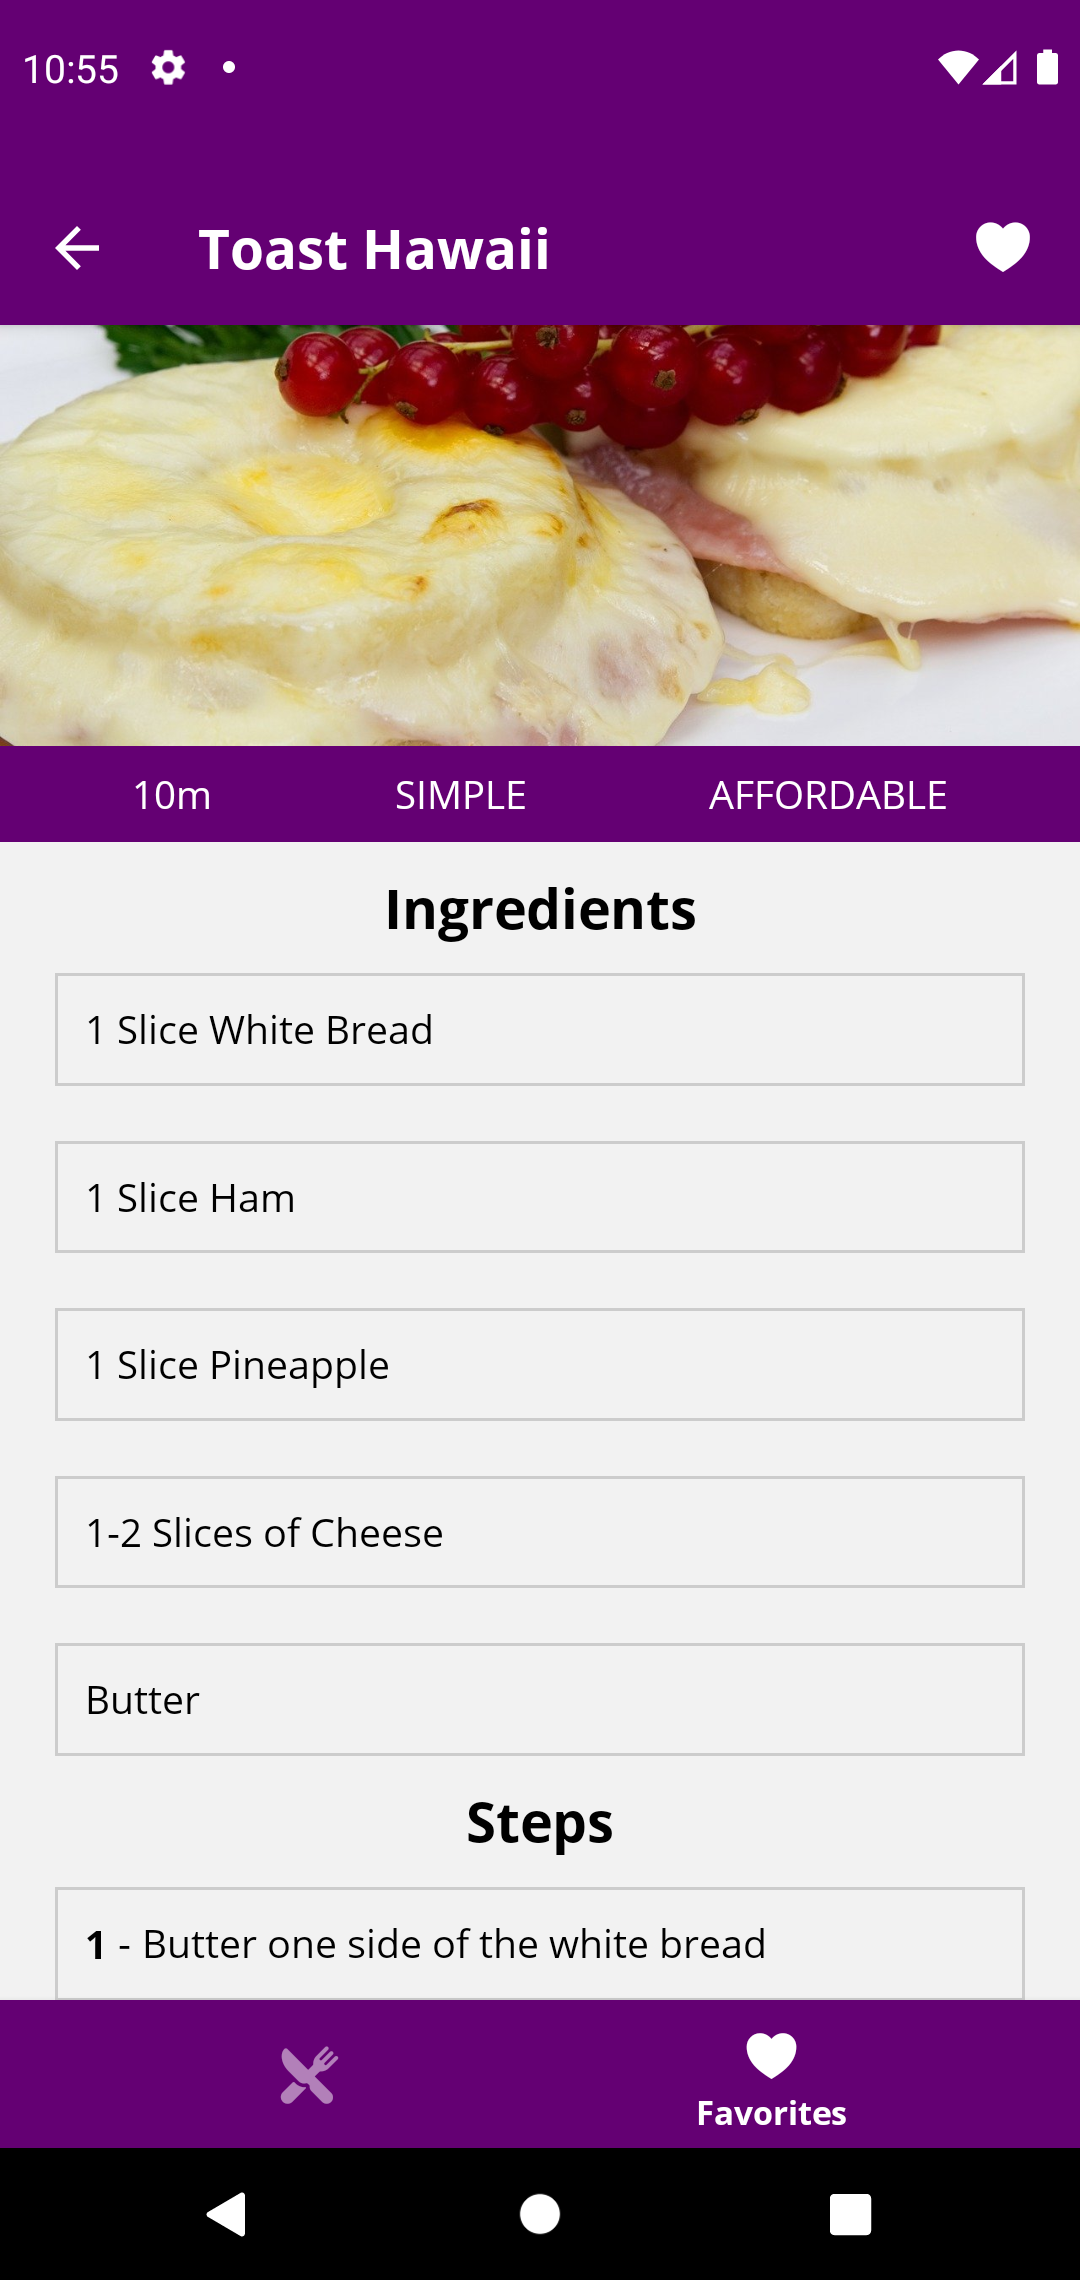 10:55
Toast Hawaii
10m SIMPLE AFFORDABLE
Ingredients
1 Slice White Bread
1 Slice Ham
1 Slice Pineapple
1-2 Slices of Cheese
Butter
Steps
1 - Butter one side of the white bread
Favorites